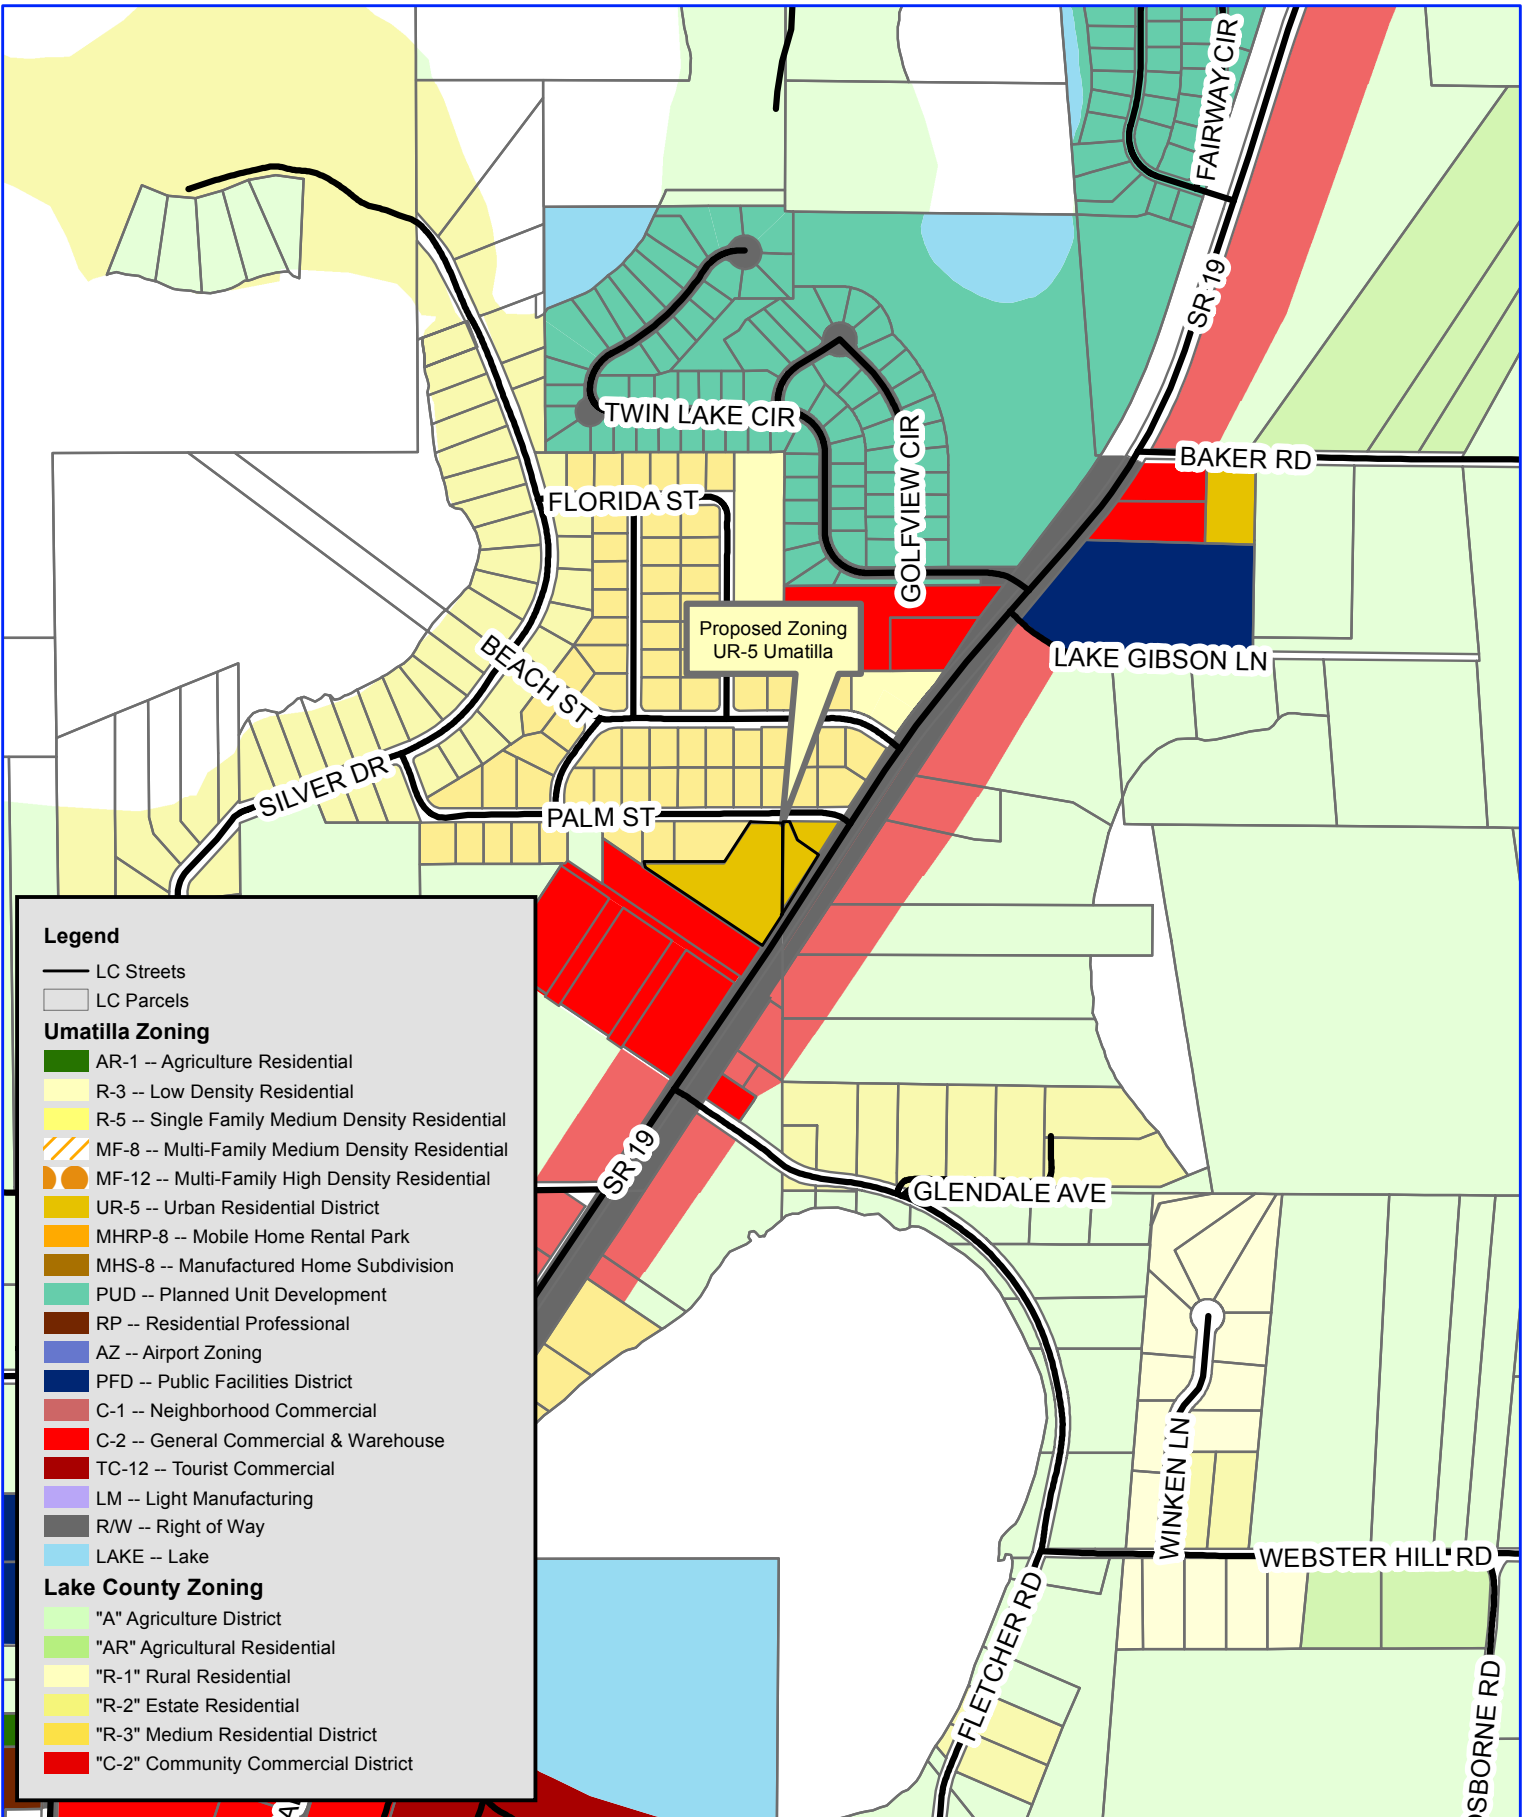 FAIRWAY CIR
SR 19
TWIN LAKE CIR
GOLFVIEW CIR
BAKER RD
FLORIDA ST
Proposed Zoning
UR-5 Umatilla
BEACH ST
LAKE GIBSON LN
SILVER DR
PALM ST
SR 19
GLENDALE AVE
WINKEN LN
WEBSTER HILL RD
FLETCHER RD
OSBORNE RD
Legend
LC Streets
LC Parcels
Umatilla Zoning
AR-1 -- Agriculture Residential
R-3 -- Low Density Residential
R-5 -- Single Family Medium Density Residential
MF-8 -- Multi-Family Medium Density Residential
MF-12 -- Multi-Family High Density Residential
UR-5 -- Urban Residential District
MHRP-8 -- Mobile Home Rental Park
MHS-8 -- Manufactured Home Subdivision
PUD -- Planned Unit Development
RP -- Residential Professional
AZ -- Airport Zoning
PFD -- Public Facilities District
C-1 -- Neighborhood Commercial
C-2 -- General Commercial & Warehouse
TC-12 -- Tourist Commercial
LM -- Light Manufacturing
R/W -- Right of Way
LAKE -- Lake
Lake County Zoning
"A" Agriculture District
"AR" Agricultural Residential
"R-1" Rural Residential
"R-2" Estate Residential
"R-3" Medium Residential District
"C-2" Community Commercial District